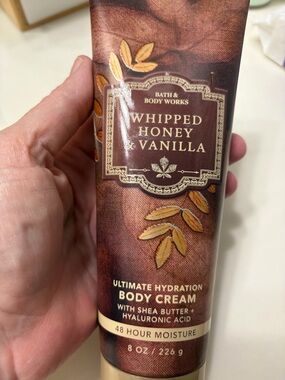 BATH &
BODY WORKS
WHIPPED
HONEY
& VANILLA
ULTIMATE HYDRATION
BODY CREAM
WITH SHEA BUTTER +
HYALURONIC ACID
48 HOUR MOISTURE
8 OZ / 226 g